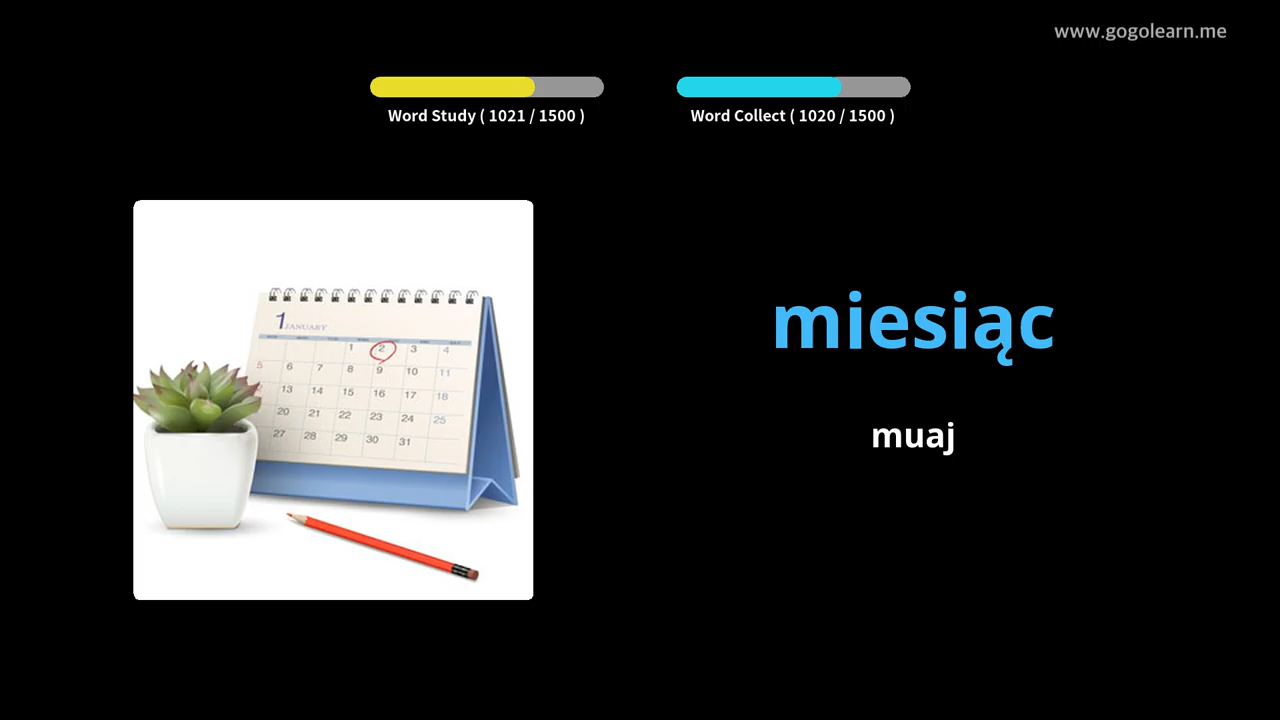 www.gogolearn.me
Word Study ( 1021 / 1500 )
Word Collect ( 1020 / 1500 )
miesiąc
muaj
1 JANUARY
1 2 3 4
5 6 7 8 9 10 11
13 14 15 16 17 18
20 21 22 23 24 25
27 28 29 30 31